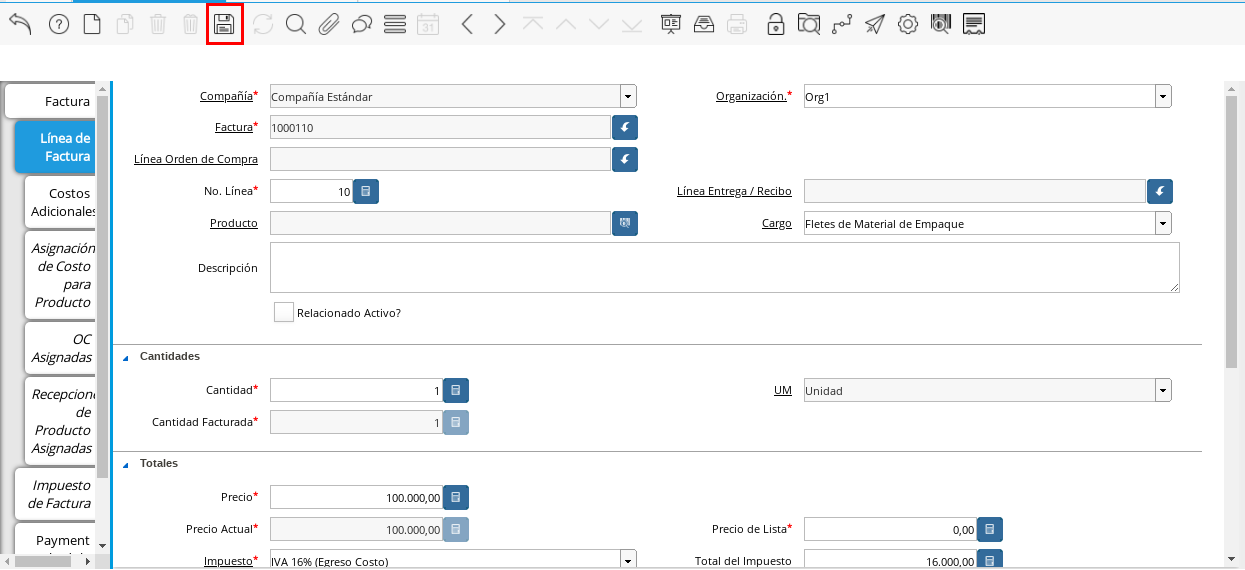 31
Factura
Línea de
Factura
Costos
Adicionales
Asignación
de Costo
para
Producto
OC
Asignadas
Recepcione
de
Producto
Asignadas
Impuesto
de Factura
Payment
Compañía* Compañía Estándar Organización.* Org1
Factura* 1000110
Línea Orden de Compra
No. Línea* 10 Línea Entrega / Recibo
Producto Cargo Fletes de Material de Empaque
Descripción
Relacionado Activo?
Cantidades
Cantidad* 1 UM Unidad
Cantidad Facturada* 1
Totales
Precio* 100.000,00
Precio Actual 100.000,00 Precio de Lista* 0,00
Impuesto* IVA 16% (Egreso Costo) Total del Impuesto 16.000,00